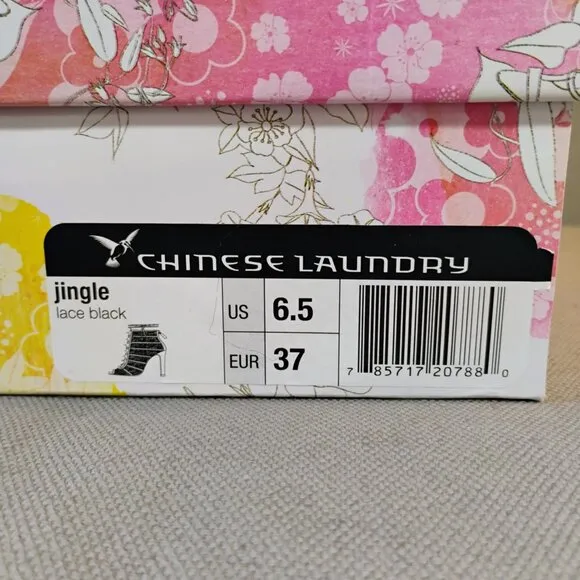 CHINESE LAUNDRY
jingle
lace black
US 6.5
EUR 37
7 85717 20788 0